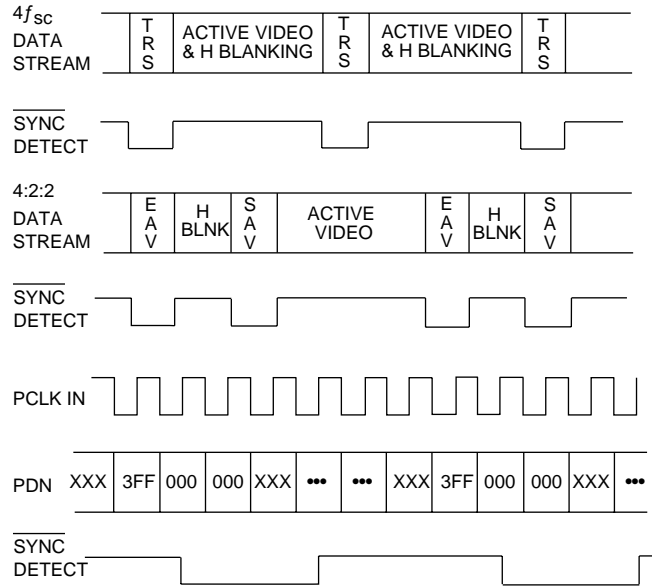 4fSC
DATA
STREAM
T
R
S
ACTIVE VIDEO
& H BLANKING
T
R
S
ACTIVE VIDEO
& H BLANKING
T
R
S
SYNC
DETECT
4:2:2
DATA
STREAM
E
A
V
H
BLNK
S
A
V
ACTIVE
VIDEO
E
A
V
H
BLNK
S
A
V
SYNC
DETECT
PCLK IN
PDN XXX 3FF 000 000 XXX ••• ••• XXX 3FF 000 000 XXX •••
SYNC
DETECT